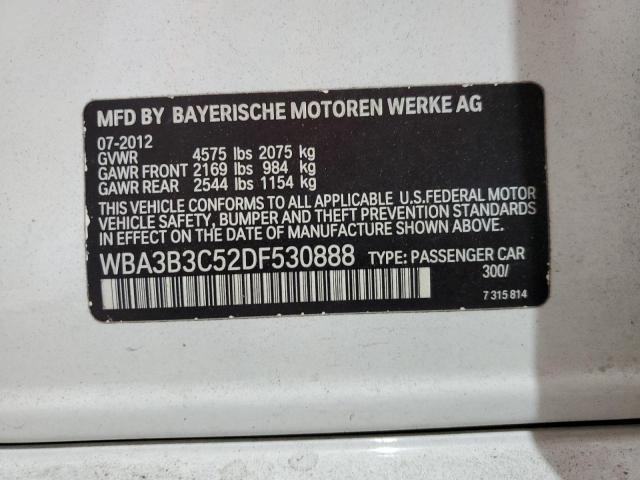 MFD BY BAYERISCHE MOTOREN WERKE AG
07-2012
GVWR 4575 lbs 2075 kg
GAWR FRONT 2169 lbs 984 kg
GAWR REAR 2544 lbs 1154 kg
THIS VEHICLE CONFORMS TO ALL APPLICABLE U.S.FEDERAL MOTOR
VEHICLE SAFETY, BUMPER AND THEFT PREVENTION STANDARDS
IN EFFECT ON THE DATE OF MANUFACTURE SHOWN ABOVE.
WBA3B3C52DF530888 TYPE: PASSENGER CAR
300/
7 315 814